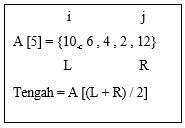 i j
A [5] = {10 , 6 , 4 , 2 , 12}
L R
Tengah = A [(L + R) / 2]